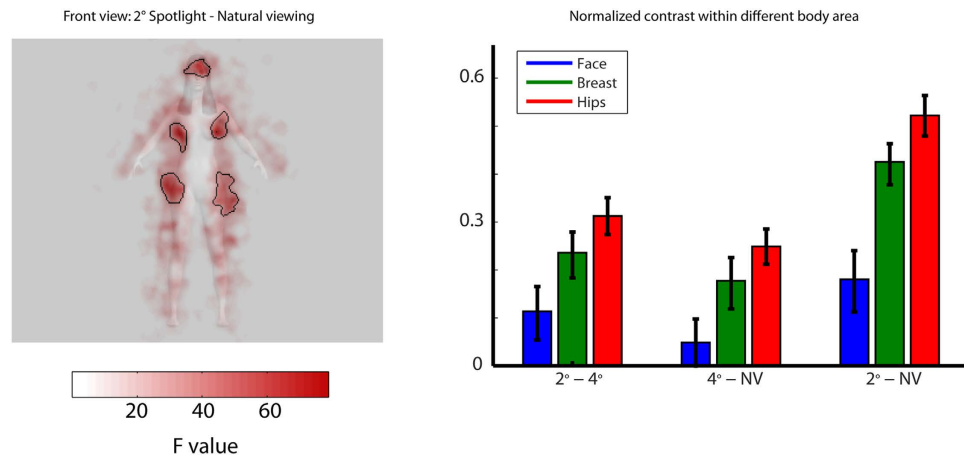 Front view: 2° Spotlight - Natural viewing
20 40 60
F value
Normalized contrast within different body area
Face
Breast
Hips
0.6
0.3
0
2° – 4° 4° – NV 2° – NV